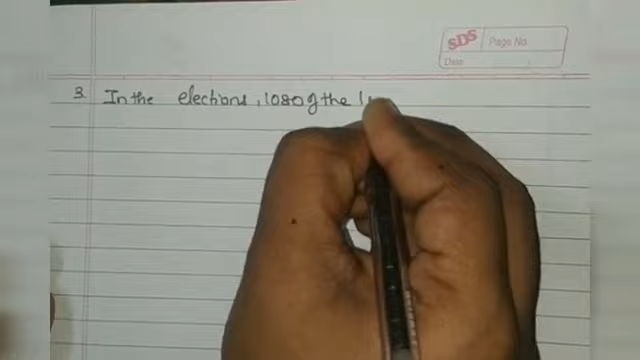 SDS
Page No.
Date
3 In the elections, 1080 of the